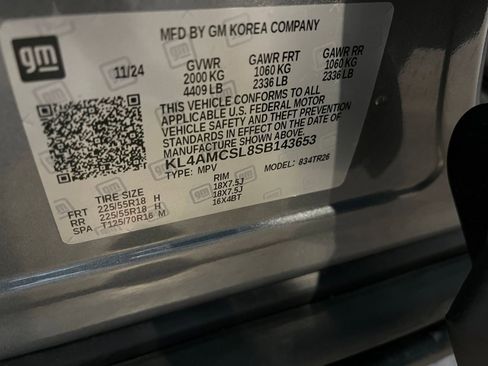 gm
MFD BY GM KOREA COMPANY
11/24
GVWR GAWR FRT GAWR RR
2000 KG 1060 KG 1060 KG
4409 LB 2336 LB 2336 LB
THIS VEHICLE CONFORMS TO ALL
APPLICABLE U.S. FEDERAL MOTOR
VEHICLE SAFETY AND THEFT PREVENTION
STANDARDS IN EFFECT ON THE DATE OF
MANUFACTURE SHOWN ABOVE.
KL4AMCSL8SB143653
TYPE: MPV MODEL: 834TR26
TIRE SIZE RIM
FRT 225/55R18 H 18X7.5J
RR 225/55R18 H 18X7.5J
SPA T125/70R16 M 16X4BT